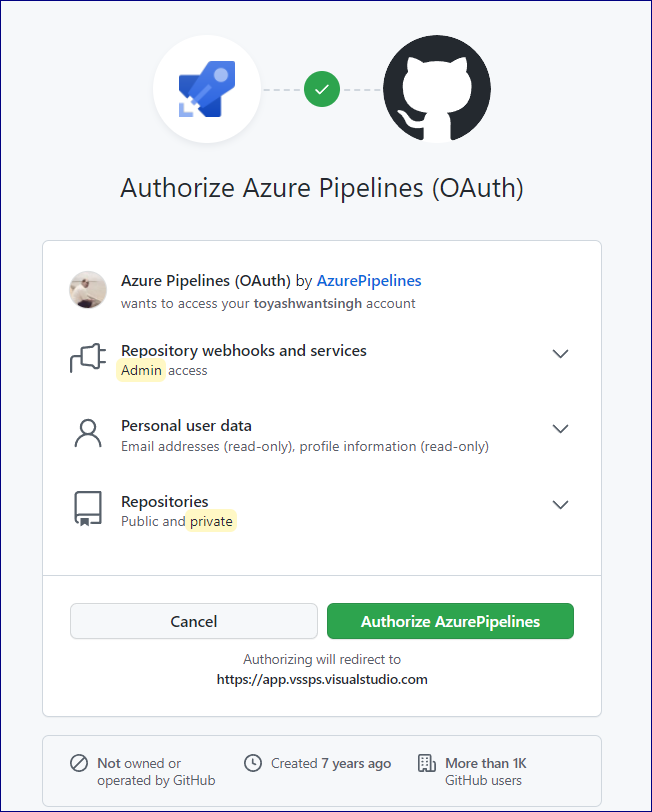 Authorize Azure Pipelines (OAuth)
Azure Pipelines (OAuth) by AzurePipelines
wants to access your toyashwantsingh account
Repository webhooks and services
Admin access
Personal user data
Email addresses (read-only), profile information (read-only)
Repositories
Public and private
Cancel
Authorize AzurePipelines
Authorizing will redirect to
https://app.vssps.visualstudio.com
Not owned or
operated by GitHub
Created 7 years ago
More than 1K
GitHub users